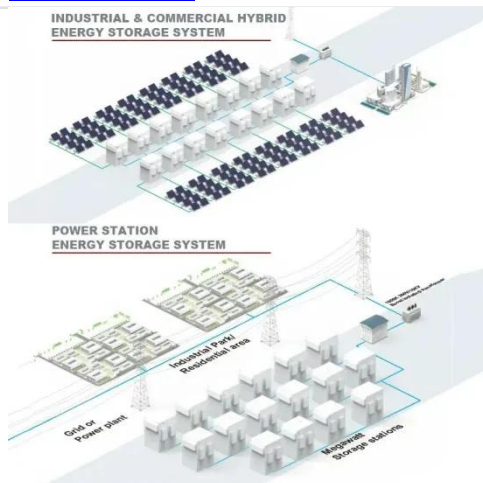 INDUSTRIAL & COMMERCIAL HYBRID
ENERGY STORAGE SYSTEM
POWER STATION
ENERGY STORAGE SYSTEM
Industrial Park/
Residential area
Grid or
Power plant
Megawatt
Storage stations